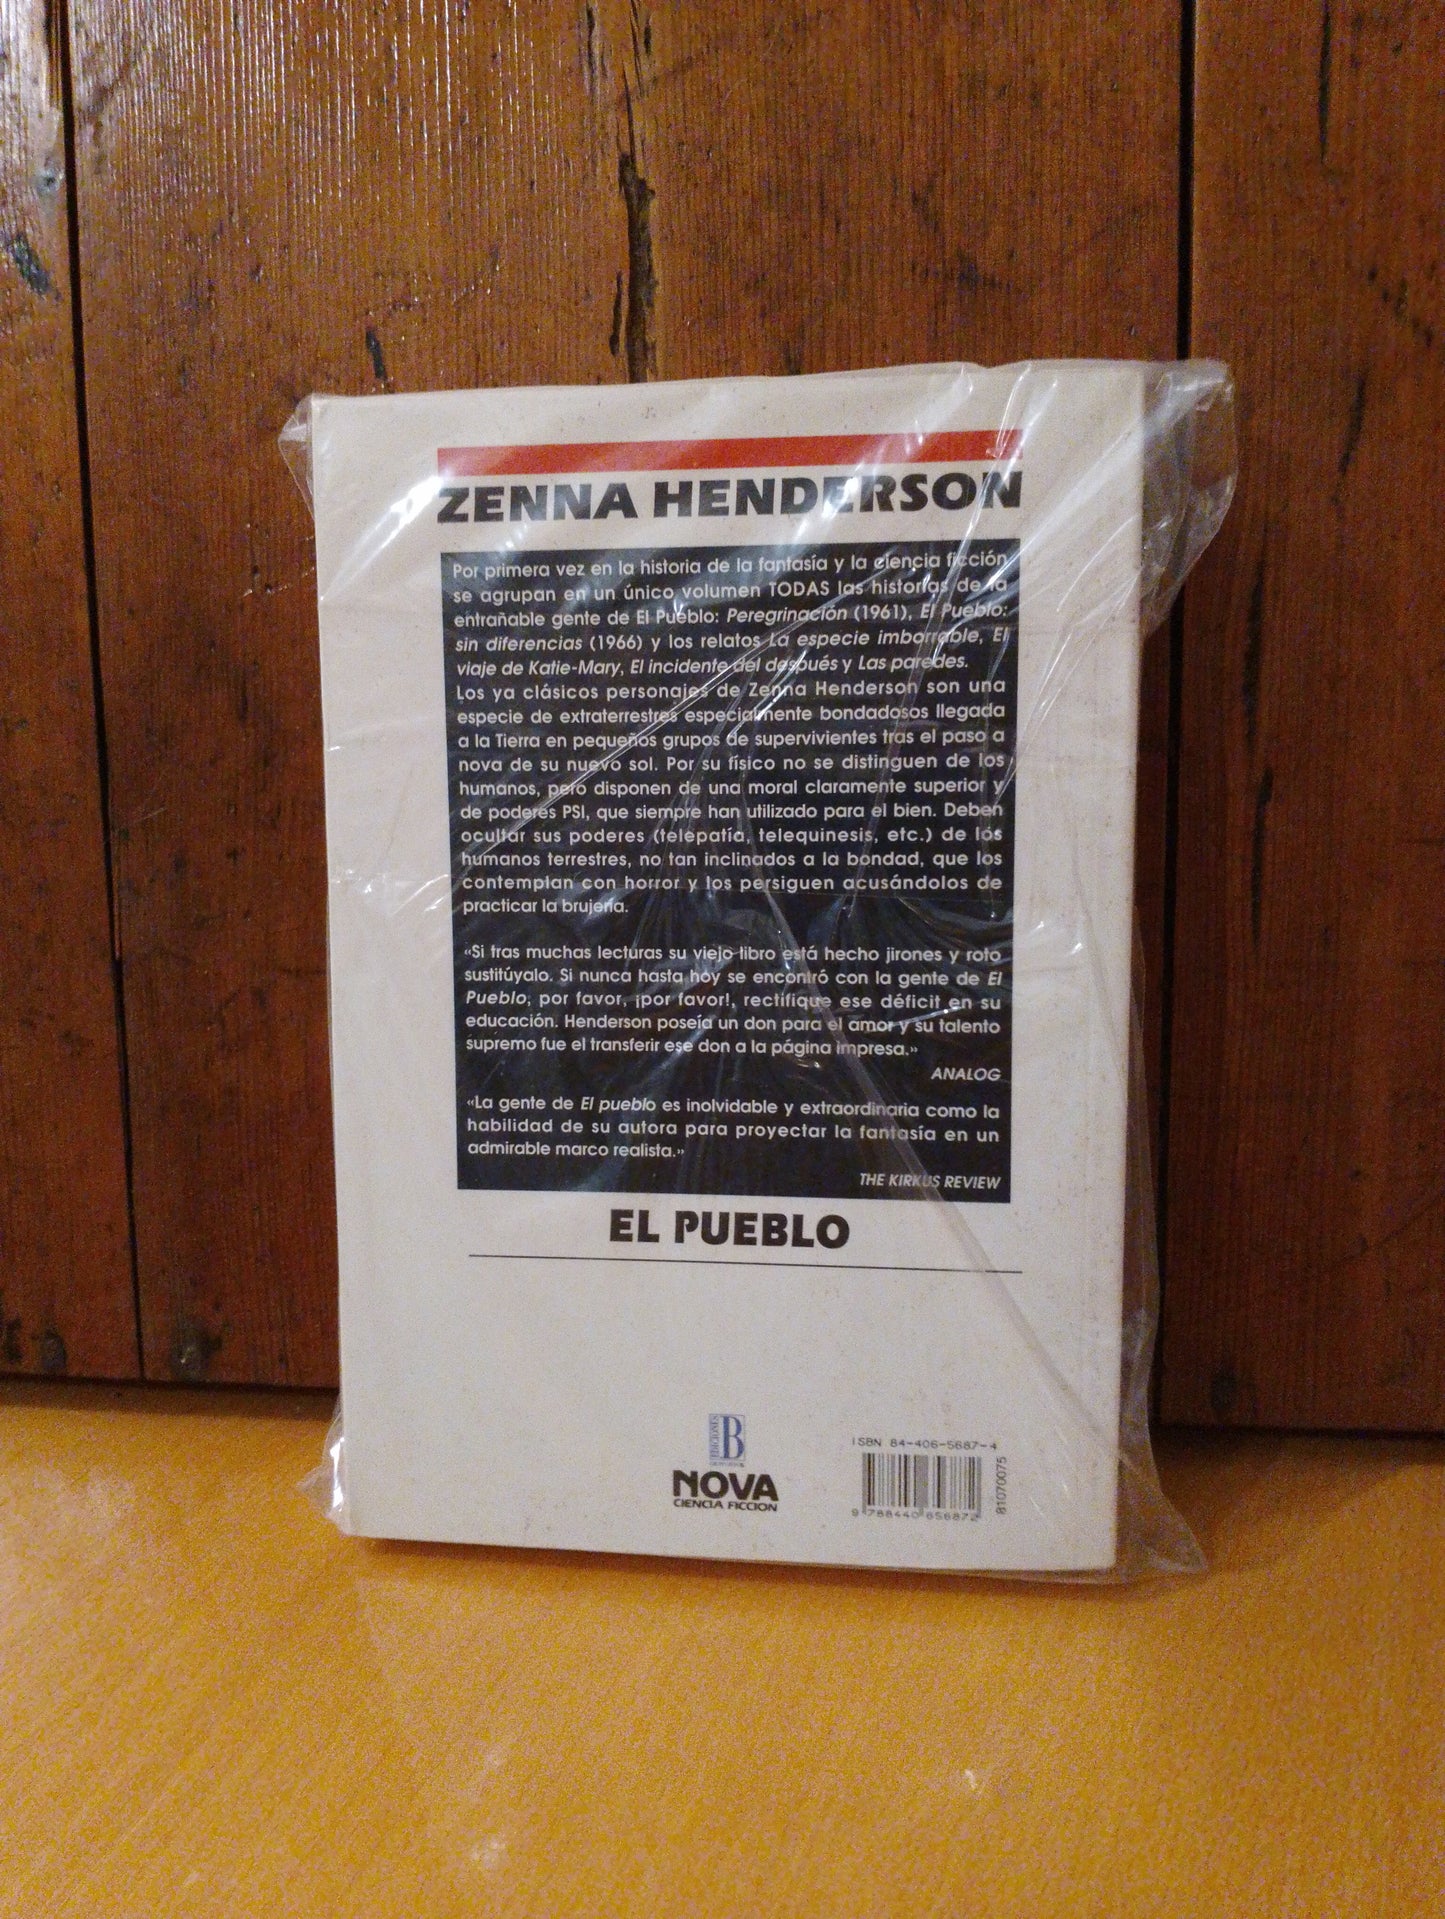 ZENNA HENDERSON
Por primera vez en la historia de la fantasía y la ciencia ficción
se agrupan en un único volumen TODAS las historias de la
entrañable gente de El Pueblo: Peregrinación (1961), El Pueblo:
sin diferencias (1966) y los relatos La especie imborrable, El
viaje de Katie-Mary, El incidente del después y Las paredes.
Los ya clásicos personajes de Zenna Henderson son una
especie de extraterrestres especialmente bondadosos llegada
a la Tierra en pequeños grupos de supervivientes tras el paso a
nova de su nuevo sol. Por su físico no se distinguen de los
humanos, pero disponen de una moral claramente superior y
de poderes PSI, que siempre han utilizado para el bien. Deben
ocultar sus poderes (telepatía, telequinesis, etc.) de los
humanos terrestres, no tan inclinados a la bondad, que los
contemplan con horror y los persiguen acusándolos de
practicar la brujería.
«Si tras muchas lecturas su viejo libro está hecho jirones y roto
sustitúyalo. Si nunca hasta hoy se encontró con la gente de El
Pueblo, por favor, ¡por favor!, rectifique ese déficit en su
educación. Henderson poseía un don para el amor y su talento
supremo fue el transferir ese don a la página impresa.»
ANALOG
«La gente de El pueblo es inolvidable y extraordinaria como la
habilidad de su autora para proyectar la fantasía en un
admirable marco realista.»
THE KIRKUS REVIEW
EL PUEBLO
EDICIONES B
NOVA
CIENCIA FICCION
ISBN 84-406-5687-4
9 788440 656872
81070075